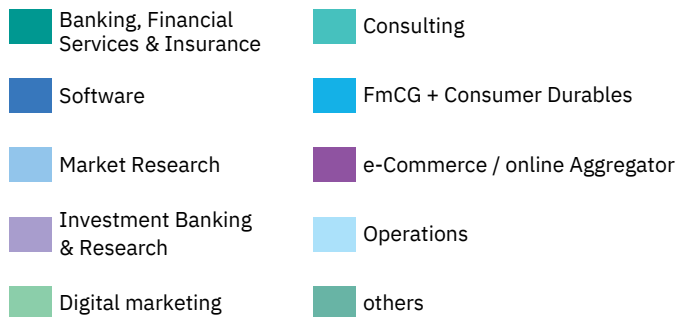 Banking, Financial
Services & Insurance
Consulting
Software
FmCG + Consumer Durables
Market Research
e-Commerce / online Aggregator
Investment Banking
& Research
Operations
Digital marketing
others